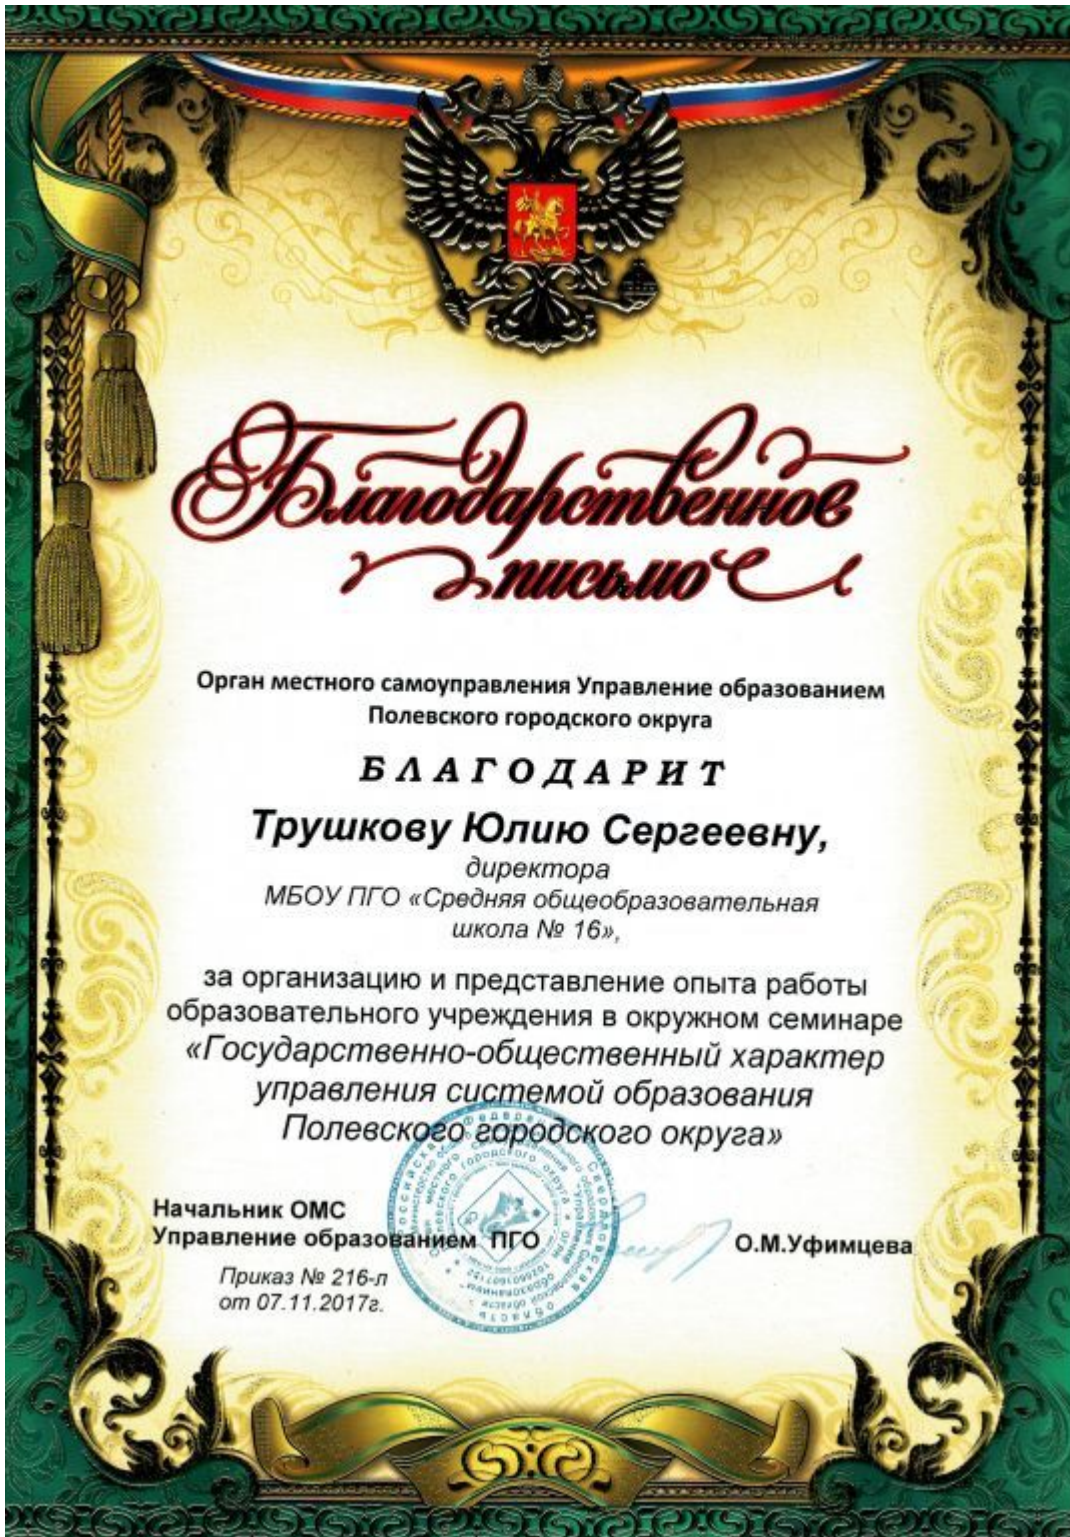 Благодарственное
письмо
Орган местного самоуправления Управление образованием
Полевского городского округа
БЛАГОДАРИТ
Трушкову Юлию Сергеевну,
директора
МБОУ ПГО «Средняя общеобразовательная
школа № 16»,
за организацию и представление опыта работы
образовательного учреждения в окружном семинаре
«Государственно-общественный характер
управления системой образования
Полевского городского округа»
Начальник ОМС
Управление образованием ПГО
О.М.Уфимцева
Приказ № 216-л
от 07.11.2017г.